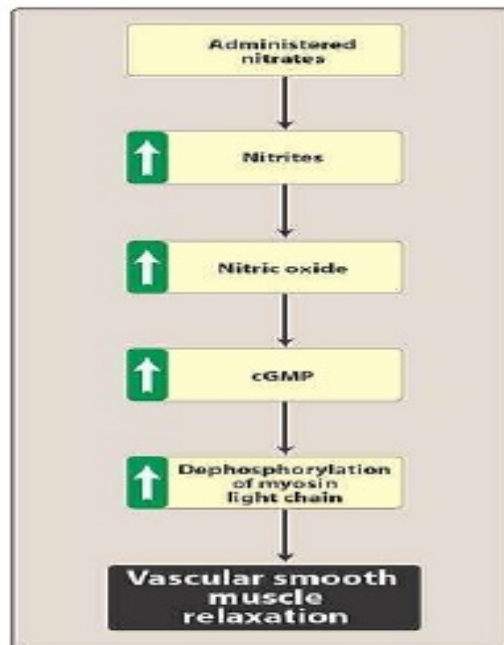 Administered
nitrates
Nitrites
Nitric oxide
cGMP
Dephosphorylation
of myosin
light chain
Vascular smooth
muscle
relaxation